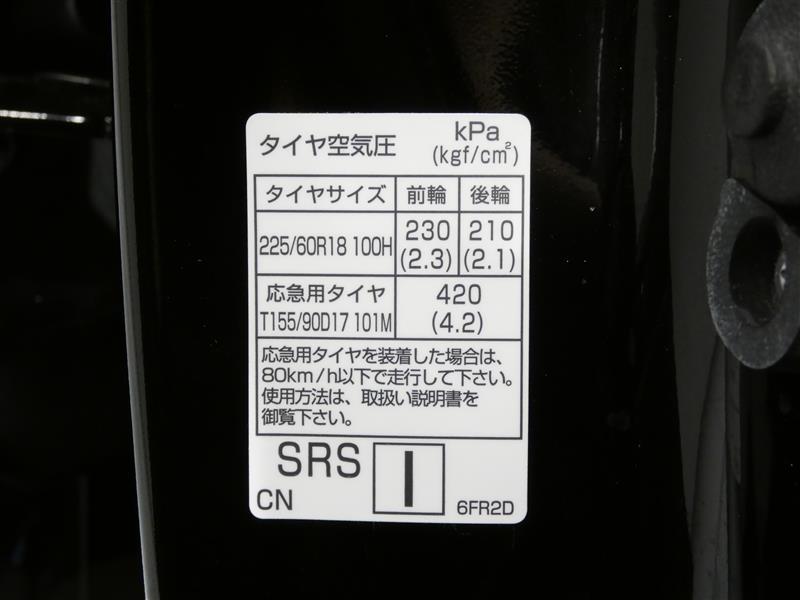 タイヤ空気圧 kPa
(kgf/cm²)
タイヤサイズ 前輪 後輪
225/60R18 100H 230 210
(2.3) (2.1)
応急用タイヤ 420
T155/90D17 101M (4.2)
応急用タイヤを装着した場合は、
80km/h以下で走行して下さい。
使用方法は、取扱い説明書を
御覧下さい。
SRS I
CN 6FR2D